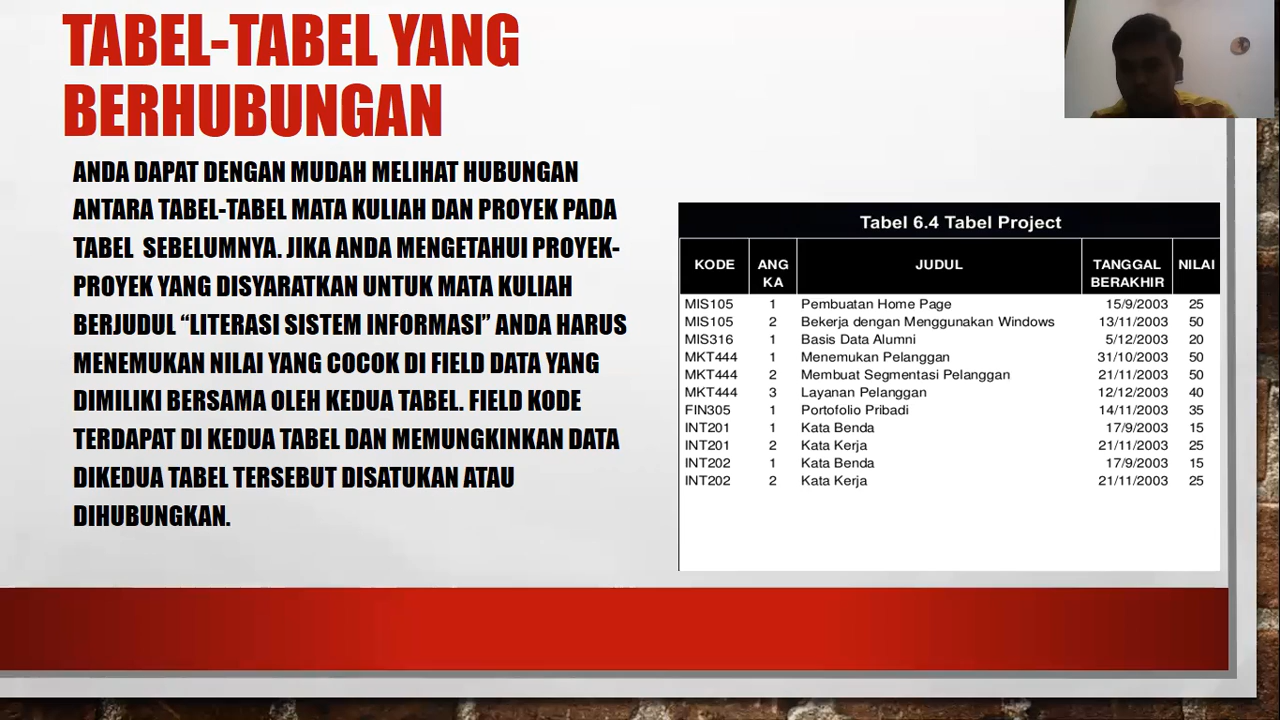 TABEL-TABEL YANG
BERHUBUNGAN
ANDA DAPAT DENGAN MUDAH MELIHAT HUBUNGAN
ANTARA TABEL-TABEL MATA KULIAH DAN PROYEK PADA
TABEL SEBELUMNYA. JIKA ANDA MENGETAHUI PROYEK-
PROYEK YANG DISYARATKAN UNTUK MATA KULIAH
BERJUDUL “LITERASI SISTEM INFORMASI” ANDA HARUS
MENEMUKAN NILAI YANG COCOK DI FIELD DATA YANG
DIMILIKI BERSAMA OLEH KEDUA TABEL. FIELD KODE
TERDAPAT DI KEDUA TABEL DAN MEMUNGKINKAN DATA
DIKEDUA TABEL TERSEBUT DISATUKAN ATAU
DIHUBUNGKAN.
Tabel 6.4 Tabel Project
KODE ANGKA JUDUL TANGGAL BERAKHIR NILAI
MIS105 1 Pembuatan Home Page 15/9/2003 25
MIS105 2 Bekerja dengan Menggunakan Windows 13/11/2003 50
MIS316 1 Basis Data Alumni 5/12/2003 20
MKT444 1 Menemukan Pelanggan 31/10/2003 50
MKT444 2 Membuat Segmentasi Pelanggan 21/11/2003 50
MKT444 3 Layanan Pelanggan 12/12/2003 40
FIN305 1 Portofolio Pribadi 14/11/2003 35
INT201 1 Kata Benda 17/9/2003 15
INT201 2 Kata Kerja 21/11/2003 25
INT202 1 Kata Benda 17/9/2003 15
INT202 2 Kata Kerja 21/11/2003 25